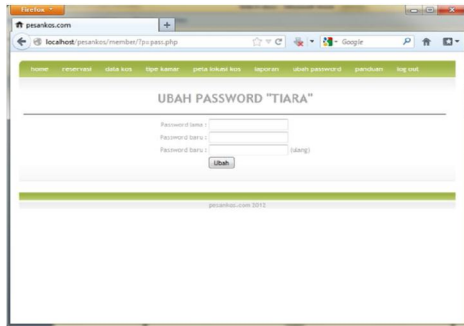 Firefox
pesankos.com
localhost/pesankos/member/?p=pass.php
Google
home reservasi data kos tipe kamar peta lokasi kos laporan ubah password panduan log out
UBAH PASSWORD "TIARA"
Password lama :
Password baru :
Password baru : (ulang)
Ubah
pesankos.com 2012